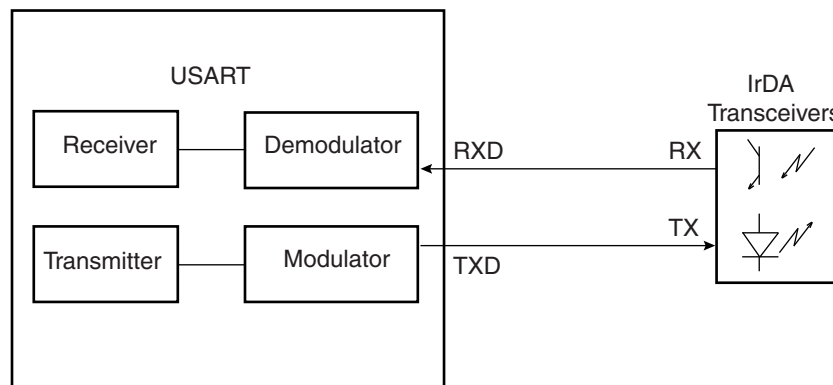 USART
IrDA
Transceivers
Receiver
Demodulator
RXD
RX
Transmitter
Modulator
TXD
TX